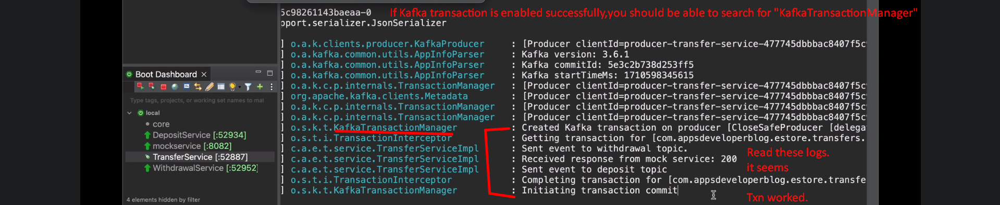 5c98261143baeaa-0
If Kafka transaction is enabled successfully,you should be able to search for "KafkaTransactionManager"
pport.serializer.JsonSerializer
] o.a.k.clients.producer.KafkaProducer : [Producer clientId=producer-transfer-service-477745dbbbac8407f5c9
] o.a.kafka.common.utils.AppInfoParser : Kafka version: 3.6.1
] o.a.kafka.common.utils.AppInfoParser : Kafka commitId: 5e3c2b738d253ff5
] o.a.kafka.common.utils.AppInfoParser : Kafka startTimeMs: 1710598345615
] o.a.k.c.p.internals.TransactionManager : [Producer clientId=producer-transfer-service-477745dbbbac8407f5c9
] org.apache.kafka.clients.Metadata : [Producer clientId=producer-transfer-service-477745dbbbac8407f5c9
] o.a.k.c.p.internals.TransactionManager : [Producer clientId=producer-transfer-service-477745dbbbac8407f5c9
] o.a.k.c.p.internals.TransactionManager : [Producer clientId=producer-transfer-service-477745dbbbac8407f5c9
] o.s.k.t.KafkaTransactionManager : Created Kafka transaction on producer [CloseSafeProducer [delega
] o.s.t.i.TransactionInterceptor : Getting transaction for [com.appsdeveloperblog.estore.transfers.
] c.a.e.t.service.TransferServiceImpl : Sent event to withdrawal topic.
] c.a.e.t.service.TransferServiceImpl : Received response from mock service: 200
] c.a.e.t.service.TransferServiceImpl : Sent event to deposit topic
] o.s.t.i.TransactionInterceptor : Completing transaction for [com.appsdeveloperblog.estore.transfe
] o.s.k.t.KafkaTransactionManager : Initiating transaction commit
Read these logs.
it seems
Txn worked.
Boot Dashboard
Type tags, projects, or working set names to mat
local
core
DepositService [:52934]
mockservice [:8082]
TransferService [:52887]
WithdrawalService [:52952]
4 elements hidden by filter